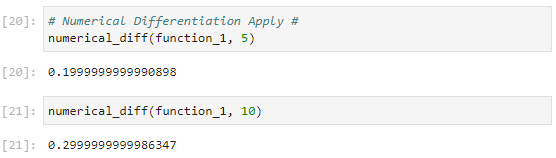 [20]: # Numerical Differentiation Apply #
numerical_diff(function_1, 5)
[20]: 0.1999999999990898
[21]: numerical_diff(function_1, 10)
[21]: 0.2999999999986347